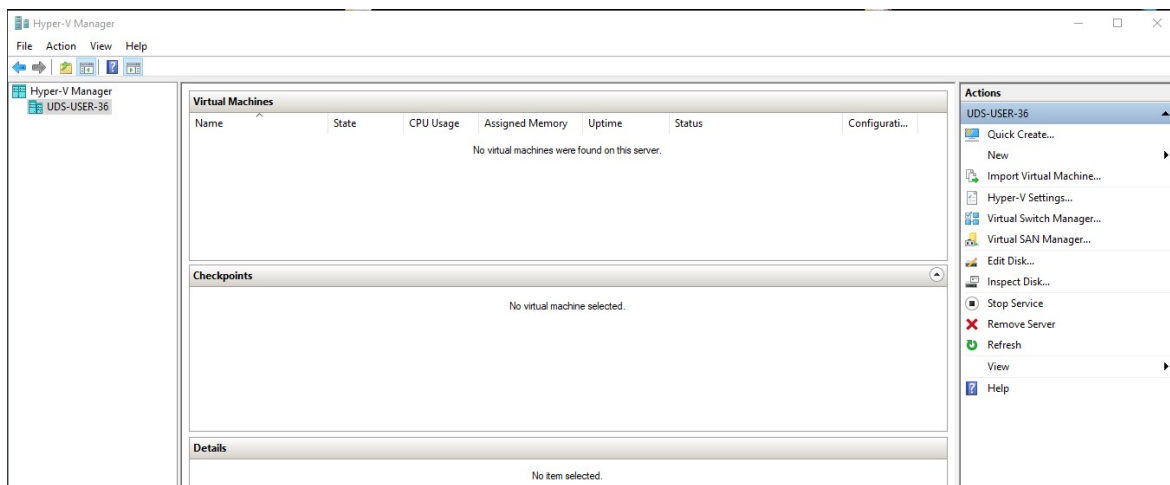 Hyper-V Manager
File Action View Help
Hyper-V Manager
UDS-USER-36
Virtual Machines
Name State CPU Usage Assigned Memory Uptime Status Configurati...
No virtual machines were found on this server.
Checkpoints
No virtual machine selected.
Details
No item selected.
Actions
UDS-USER-36
Quick Create...
New
Import Virtual Machine...
Hyper-V Settings...
Virtual Switch Manager...
Virtual SAN Manager...
Edit Disk...
Inspect Disk...
Stop Service
Remove Server
Refresh
View
Help